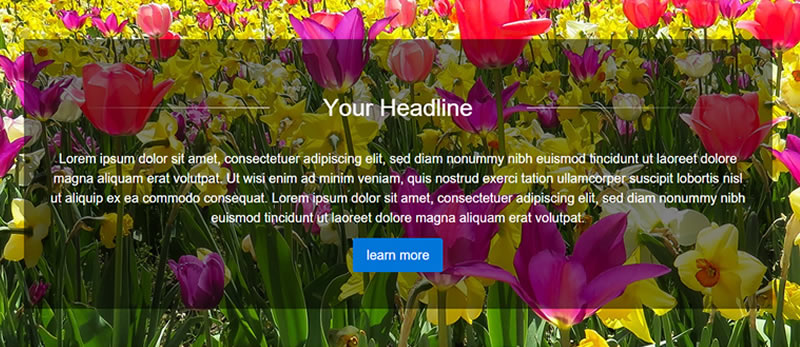 Your Headline
Lorem ipsum dolor sit amet, consectetuer adipiscing elit, sed diam nonummy nibh euismod tincidunt ut laoreet dolore
magna aliquam erat volutpat. Ut wisi enim ad minim veniam, quis nostrud exerci tation ullamcorper suscipit lobortis nisl
ut aliquip ex ea commodo consequat. Lorem ipsum dolor sit amet, consectetuer adipiscing elit, sed diam nonummy nibh
euismod tincidunt ut laoreet dolore magna aliquam erat volutpat.
learn more